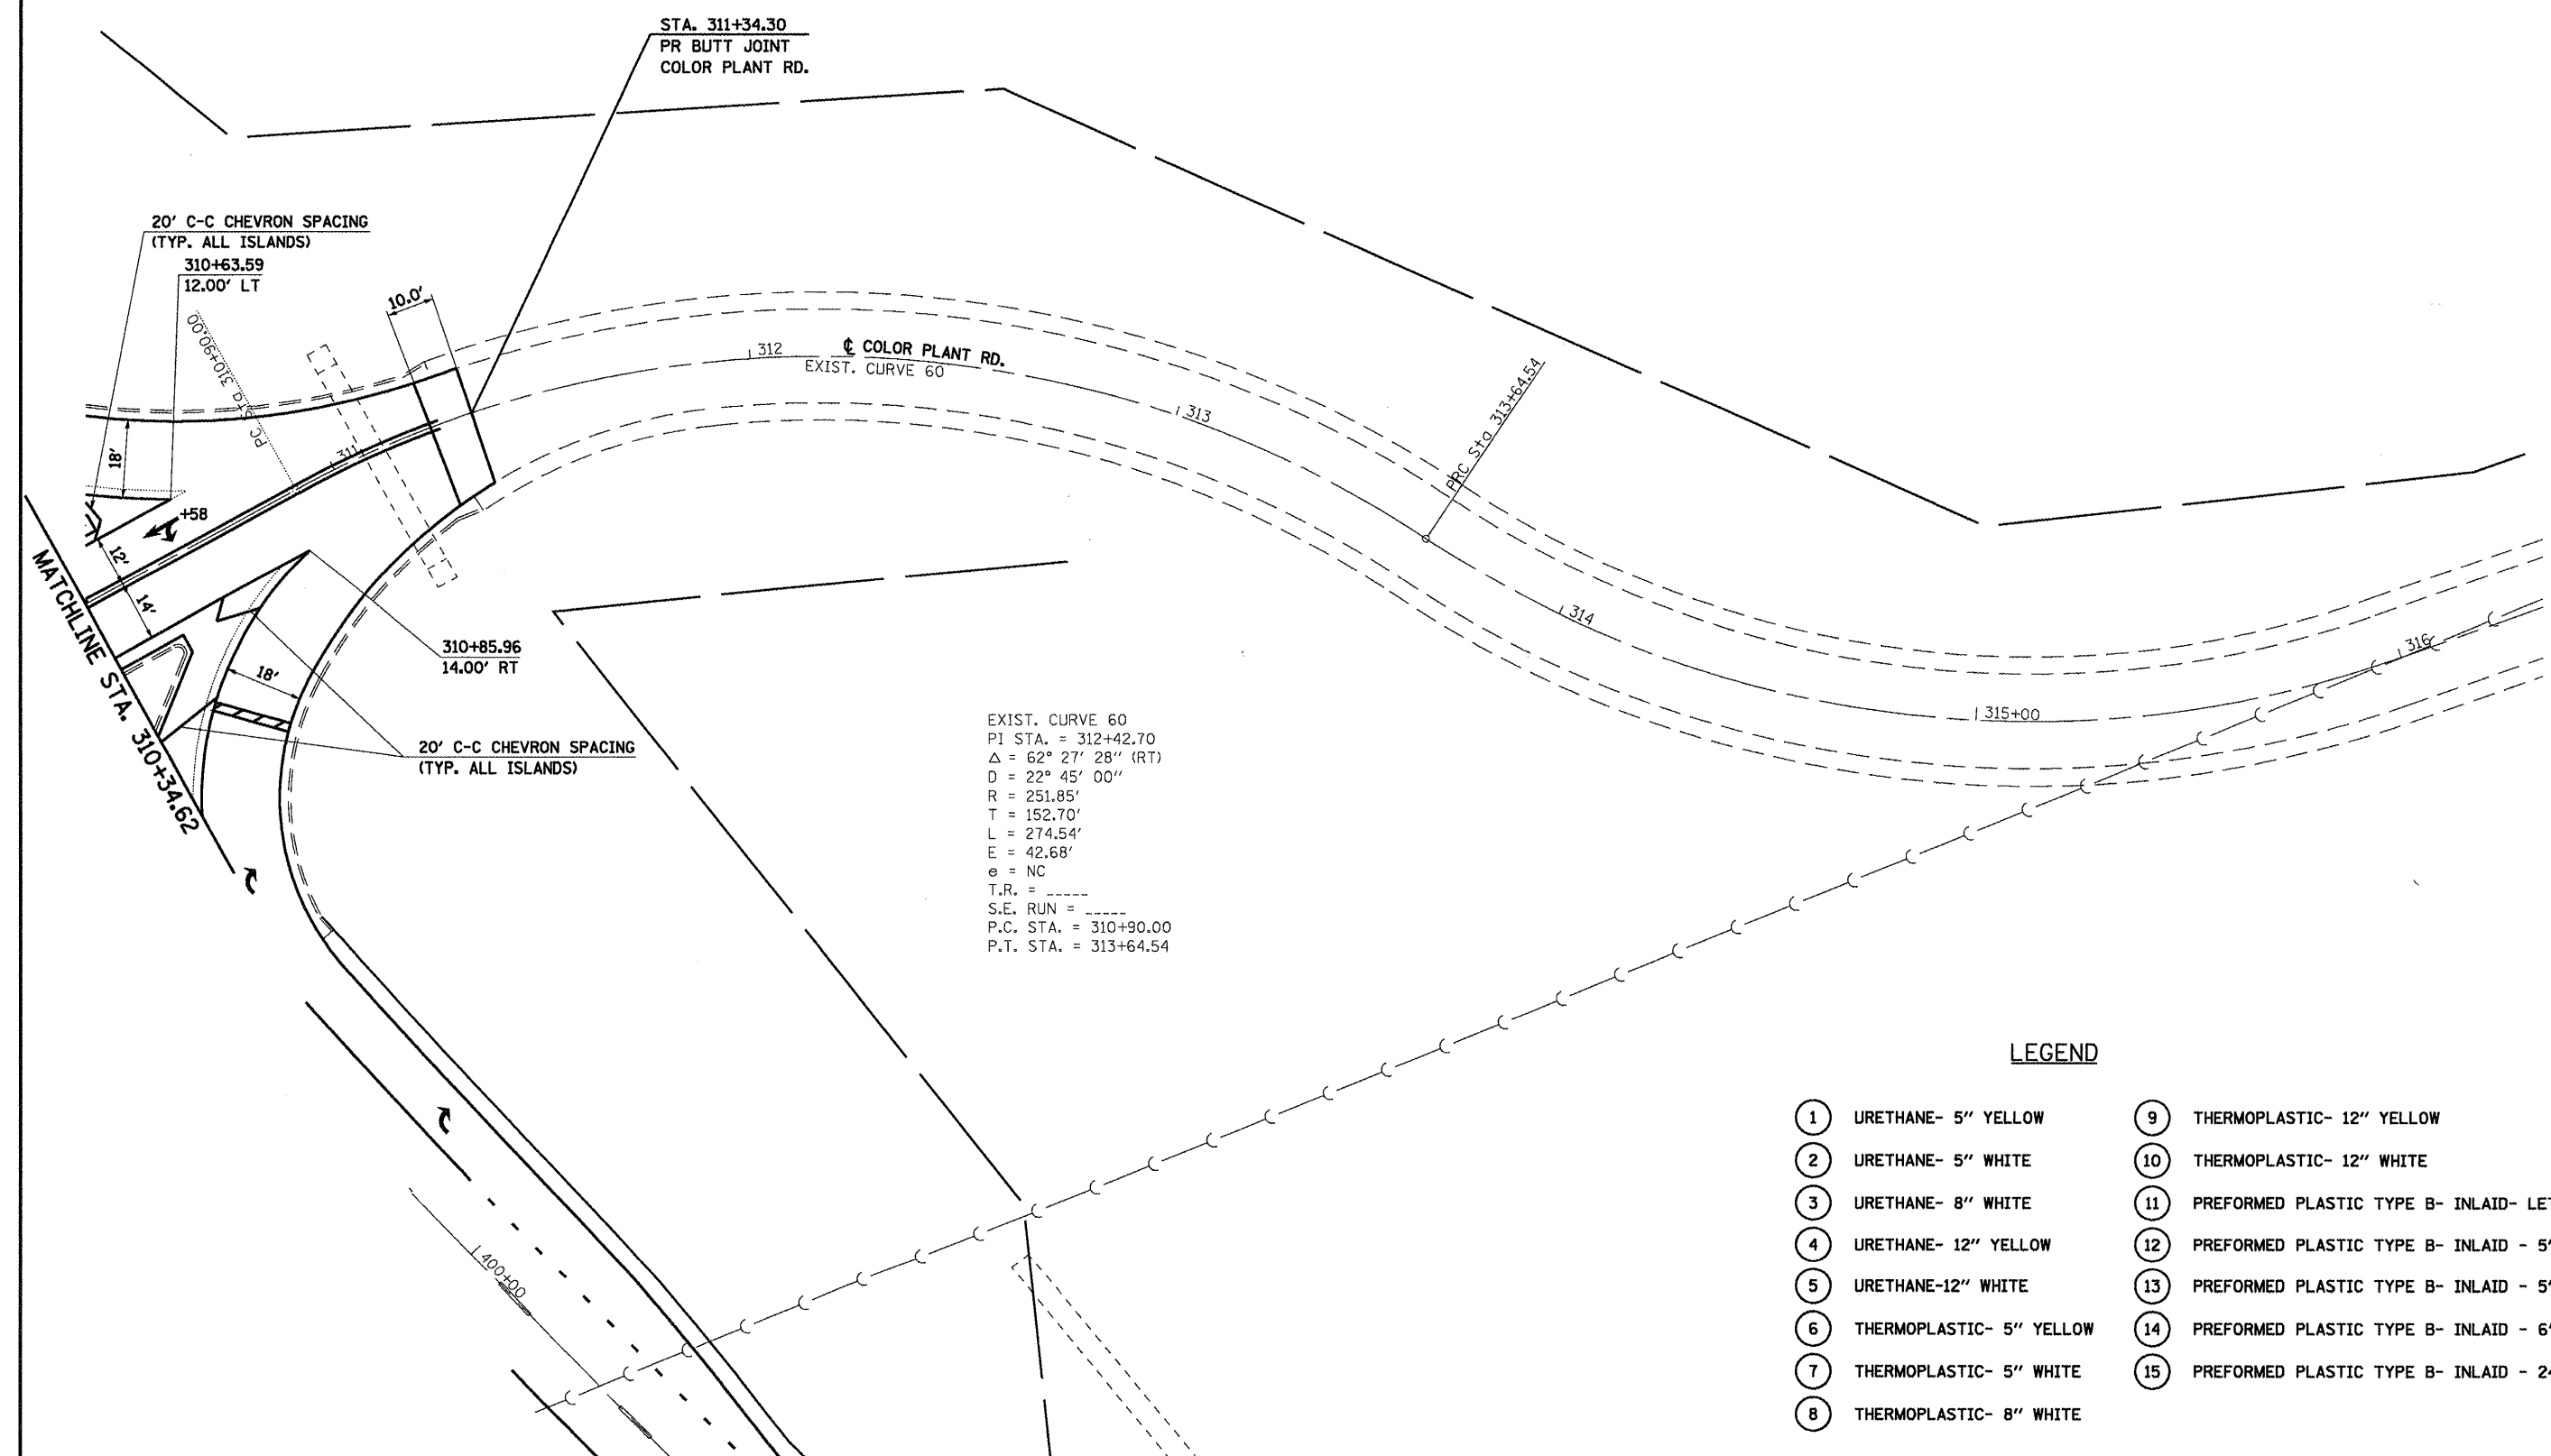 STA. 311+34.30
PR BUTT JOINT
COLOR PLANT RD.
20' C-C CHEVRON SPACING
(TYP. ALL ISLANDS)
310+63.59
12.00' LT
PC Sta 310+90.00
10.0'
18'
+58
12'
14'
311
312
℄ COLOR PLANT RD.
EXIST. CURVE 60
313
PRC Sta 313+64.54
314
315+00
316
MATCHLINE STA. 310+34.62
310+85.96
14.00' RT
18'
20' C-C CHEVRON SPACING
(TYP. ALL ISLANDS)
EXIST. CURVE 60
PI STA. = 312+42.70
Δ = 62° 27' 28" (RT)
D = 22° 45' 00"
R = 251.85'
T = 152.70'
L = 274.54'
E = 42.68'
e = NC
T.R. = _____
S.E. RUN = _____
P.C. STA. = 310+90.00
P.T. STA. = 313+64.54
400+00
LEGEND
1 URETHANE- 5" YELLOW
2 URETHANE- 5" WHITE
3 URETHANE- 8" WHITE
4 URETHANE- 12" YELLOW
5 URETHANE-12" WHITE
6 THERMOPLASTIC- 5" YELLOW
7 THERMOPLASTIC- 5" WHITE
8 THERMOPLASTIC- 8" WHITE
9 THERMOPLASTIC- 12" YELLOW
10 THERMOPLASTIC- 12" WHITE
11 PREFORMED PLASTIC TYPE B- INLAID-
12 PREFORMED PLASTIC TYPE B- INLAID - 5"
13 PREFORMED PLASTIC TYPE B- INLAID - 5"
14 PREFORMED PLASTIC TYPE B- INLAID - 6"
15 PREFORMED PLASTIC TYPE B- INLAID -